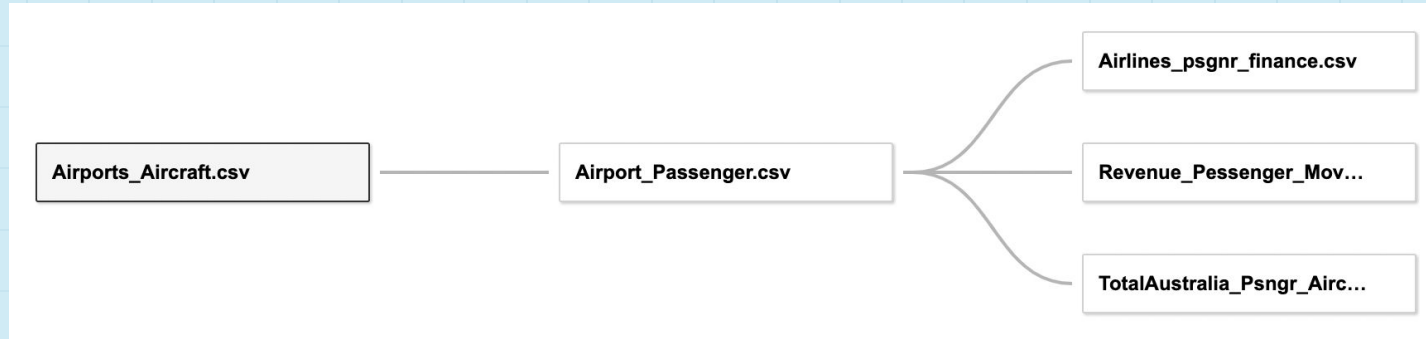 Airlines_psgnr_finance.csv
Airports_Aircraft.csv
Airport_Passenger.csv
Revenue_Pessenger_Mov...
TotalAustralia_Psngr_Airc...